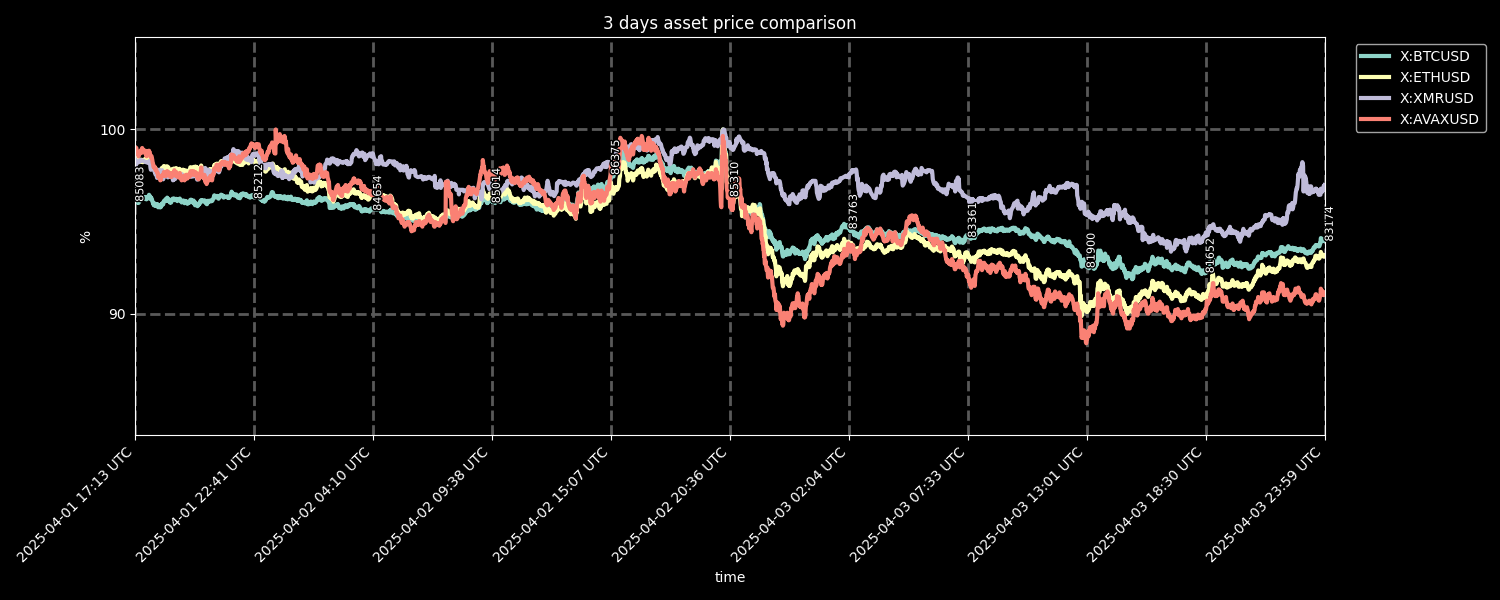 3 days asset price comparison
X:BTCUSD
X:ETHUSD
X:XMRUSD
X:AVAXUSD
100
90
%
85083
85212
84654
85014
86375
85310
83763
83361
81900
81652
83174
2025-04-01 17:13 UTC
2025-04-01 22:41 UTC
2025-04-02 04:10 UTC
2025-04-02 09:38 UTC
2025-04-02 15:07 UTC
2025-04-02 20:36 UTC
2025-04-03 02:04 UTC
2025-04-03 07:33 UTC
2025-04-03 13:01 UTC
2025-04-03 18:30 UTC
2025-04-03 23:59 UTC
time